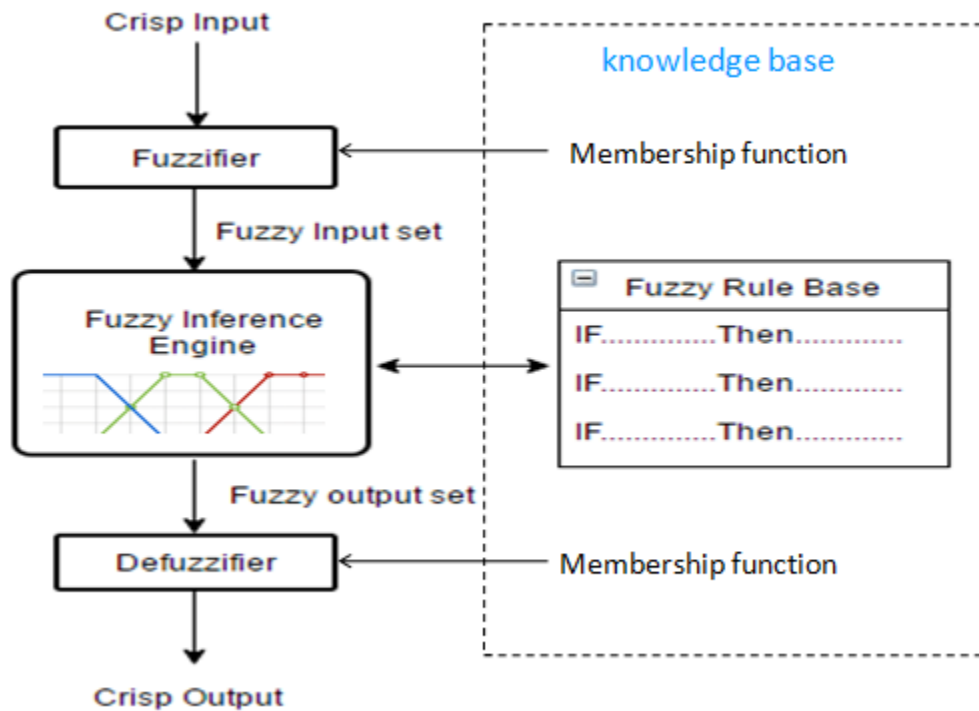 Crisp Input
knowledge base
Fuzzifier
Membership function
Fuzzy Input set
Fuzzy Inference
Engine
Fuzzy Rule Base
IF..............Then.............
IF..............Then.............
IF..............Then.............
Fuzzy output set
Defuzzifier
Membership function
Crisp Output